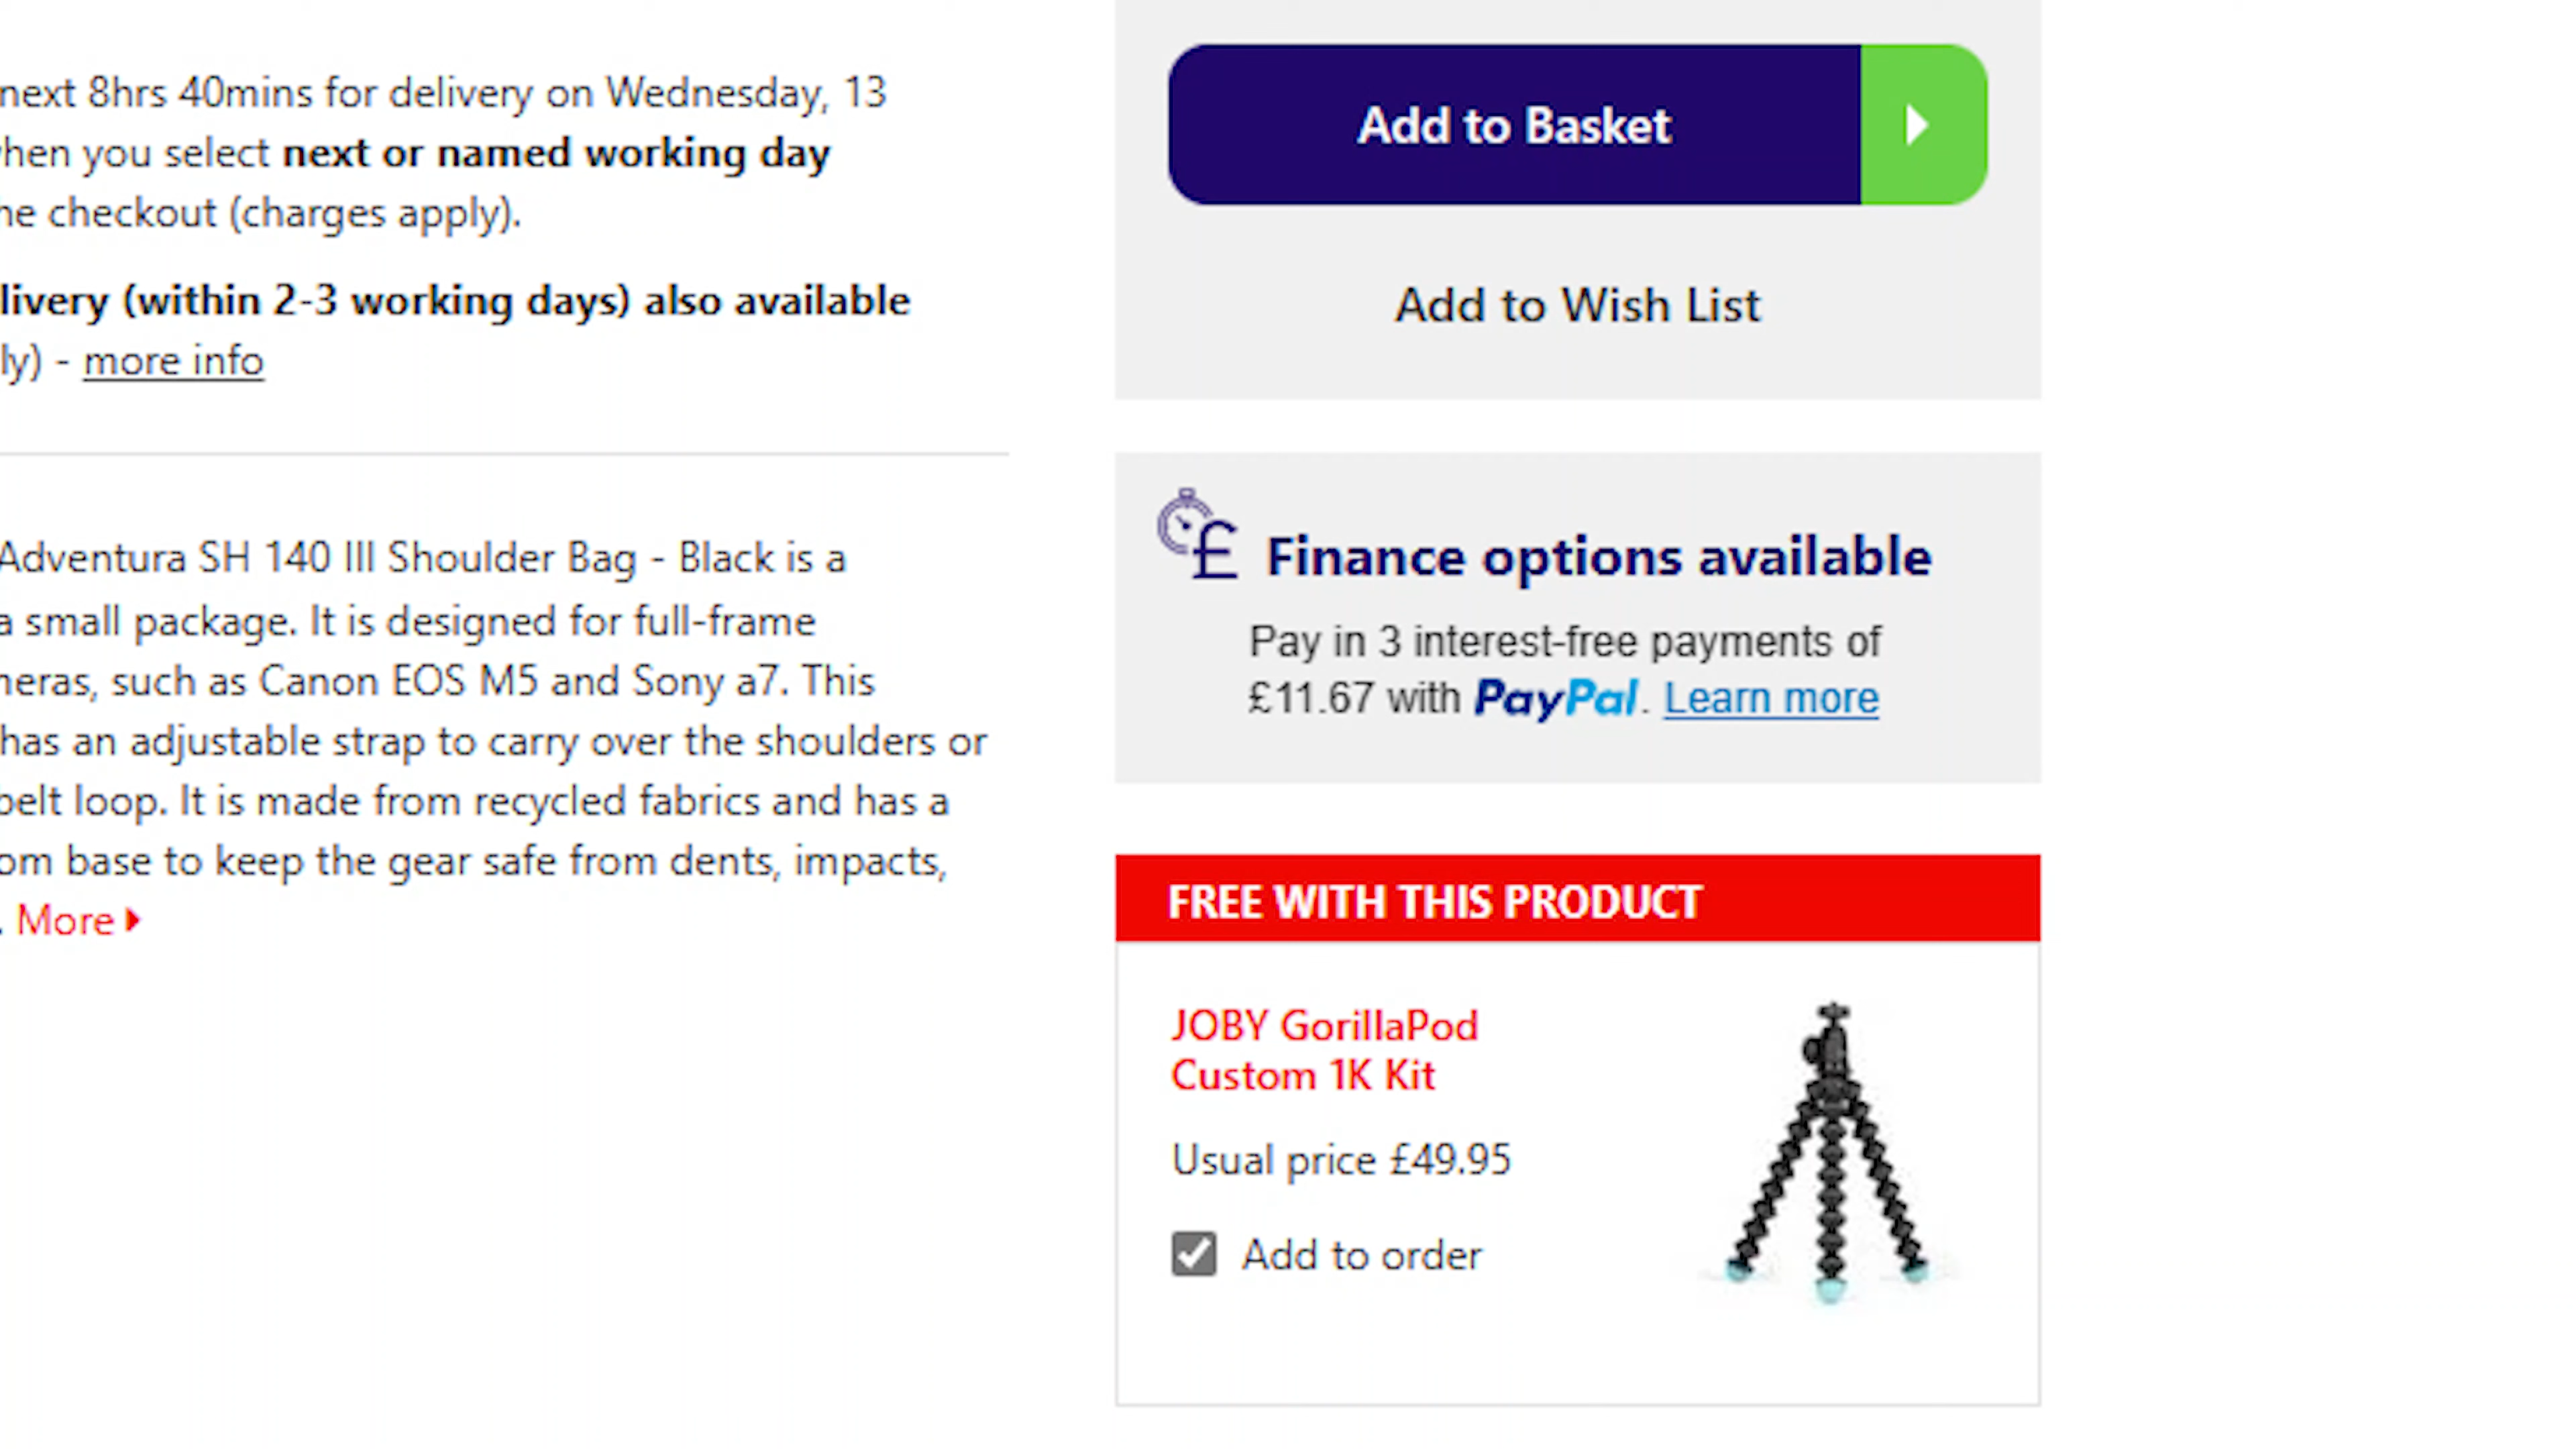 next 8hrs 40mins for delivery on Wednesday, 13
when you select next or named working day
checkout (charges apply).
(within 2-3 working days) also available
- more info
Adventura SH 140 III Shoulder Bag - Black is a
a small package. It is designed for full-frame
such as Canon EOS M5 and Sony a7. This
has an adjustable strap to carry over the shoulders or
belt loop. It is made from recycled fabrics and has a
base to keep the gear safe from dents, impacts,
. More
Add to Basket
Add to Wish List
£ Finance options available
Pay in 3 interest-free payments of
£11.67 with PayPal. Learn more
FREE WITH THIS PRODUCT
JOBY GorillaPod
Custom 1K Kit
Usual price £49.95
Add to order